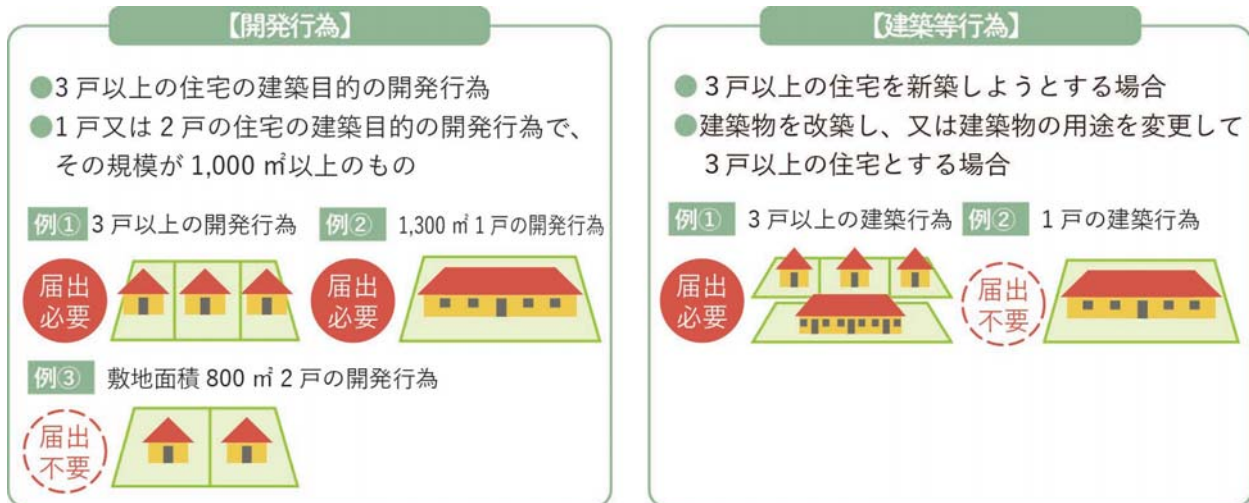 【開発行為】
●3戸以上の住宅の建築目的の開発行為
●1戸又は2戸の住宅の建築目的の開発行為で、
その規模が1,000㎡以上のもの
例① 3戸以上の開発行為
例② 1,300㎡1戸の開発行為
届出
必要
届出
必要
例③ 敷地面積800㎡2戸の開発行為
届出
不要
【建築等行為】
●3戸以上の住宅を新築しようとする場合
●建築物を改築し、又は建築物の用途を変更して
3戸以上の住宅とする場合
例① 3戸以上の建築行為
例② 1戸の建築行為
届出
必要
届出
不要